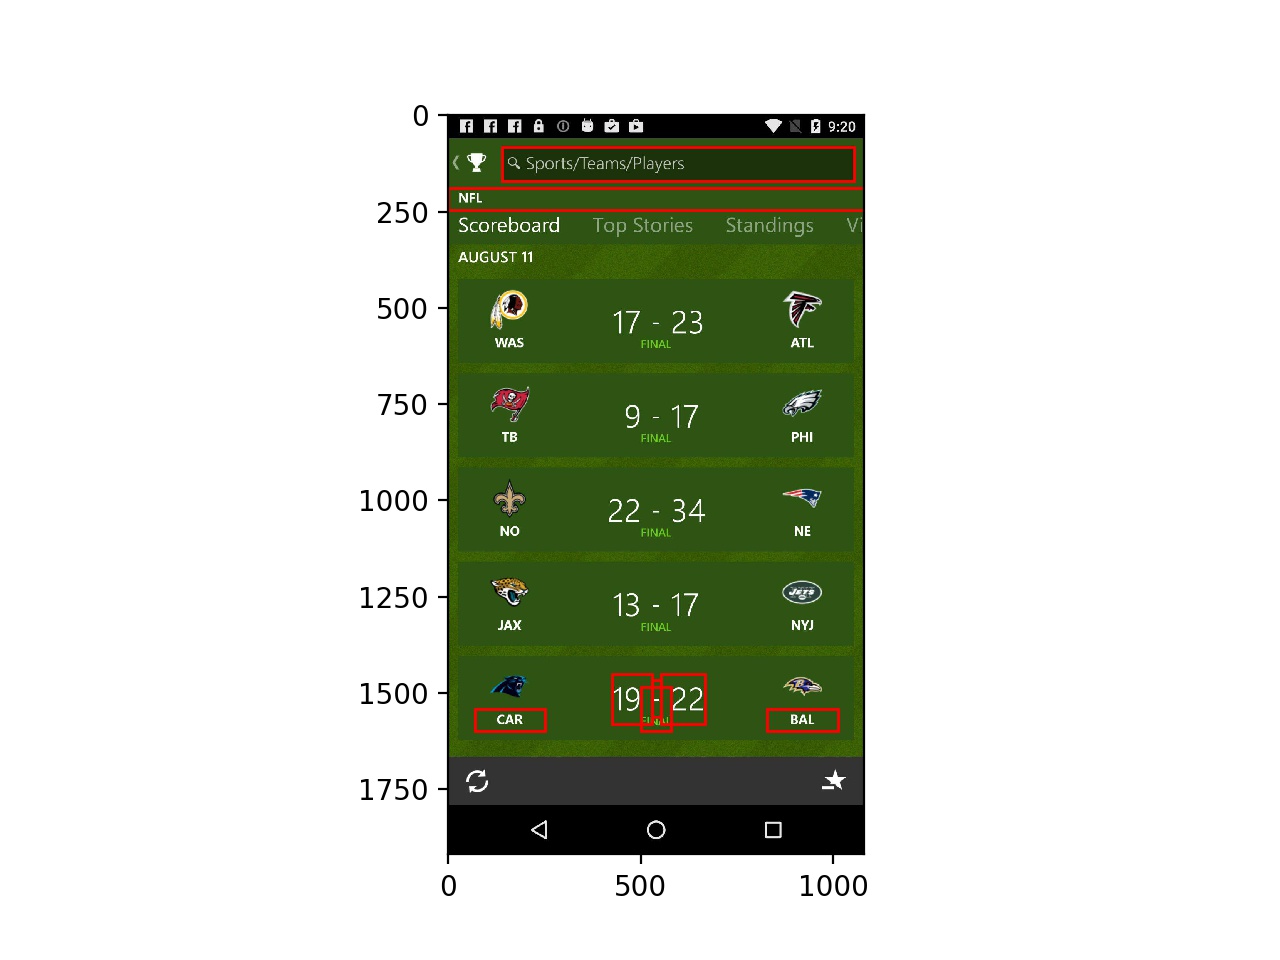 0
250
500
750
1000
1250
1500
1750
0 500 1000
9:20
Sports/Teams/Players
NFL
Scoreboard Top Stories Standings Vi
AUGUST 11
17 - 23
FINAL
WAS ATL
9 - 17
FINAL
TB PHI
22 - 34
FINAL
NO NE
13 - 17
FINAL
JAX NYJ
19 - 22
FINAL
CAR BAL